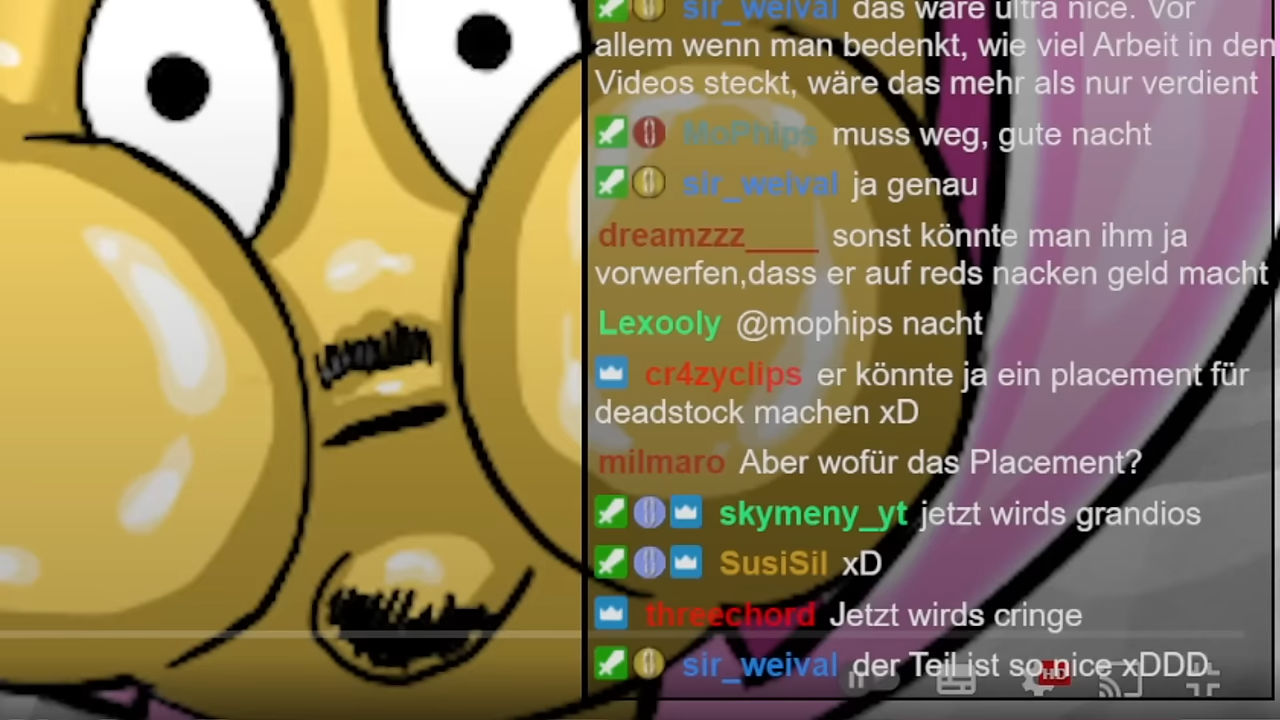 sir_weival das wäre ultra nice. Vor
allem wenn man bedenkt, wie viel Arbeit in den
Videos steckt, wäre das mehr als nur verdient
MoPhips muss weg, gute nacht
sir_weival ja genau
dreamzzz____ sonst könnte man ihm ja
vorwerfen,dass er auf reds nacken geld macht
Lexooly @mophips nacht
cr4zyclips er könnte ja ein placement für
deadstock machen xD
milmaro Aber wofür das Placement?
skymeny_yt jetzt wirds grandios
SusiSil xD
threechord Jetzt wirds cringe
sir_weival der Teil ist so nice xDDD
HD